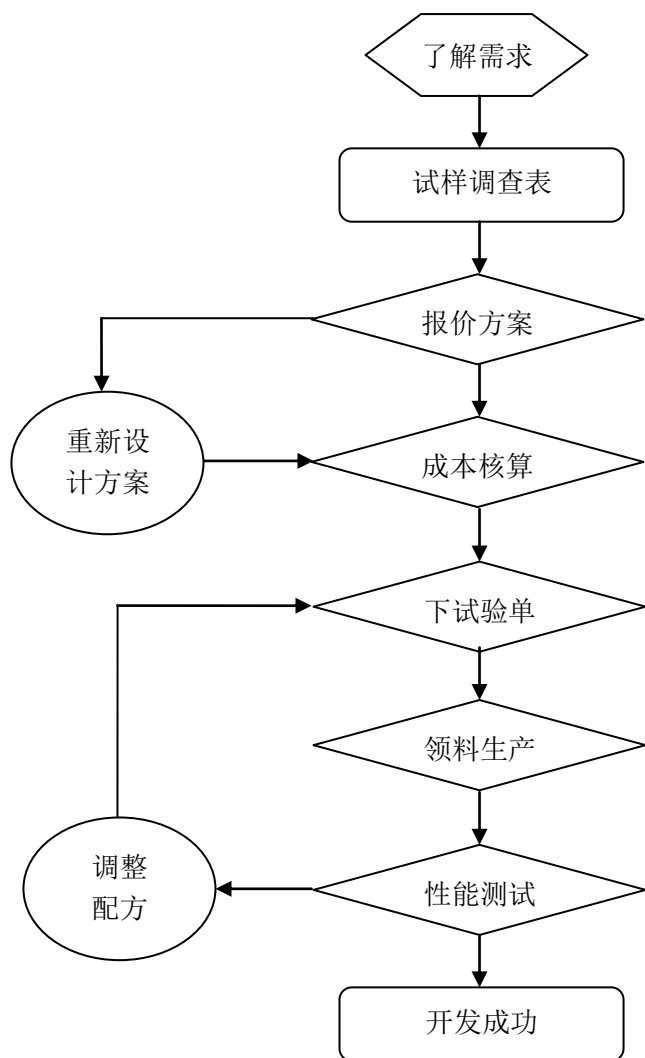 了解需求
试样调查表
报价方案
重新设
计方案
成本核算
下试验单
领料生产
调整
配方
性能测试
开发成功